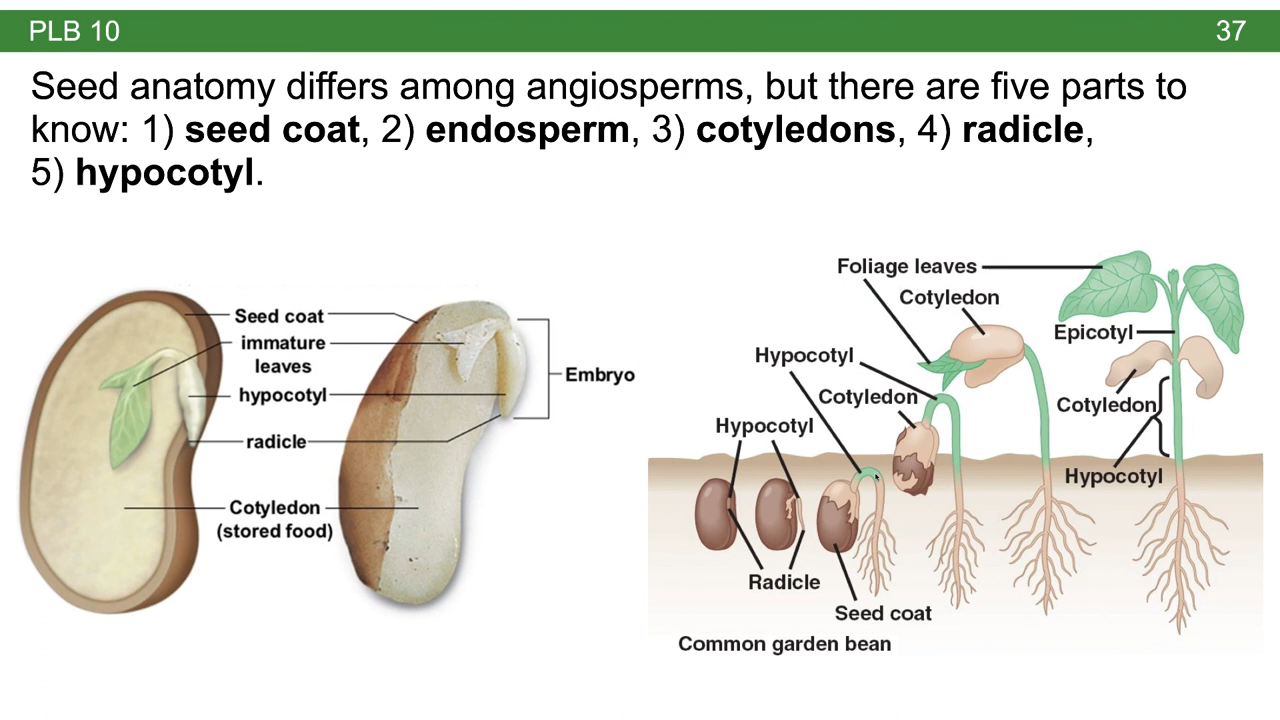 PLB 10
37
Seed anatomy differs among angiosperms, but there are five parts to
know: 1) seed coat, 2) endosperm, 3) cotyledons, 4) radicle,
5) hypocotyl.
Seed coat
immature
leaves
hypocotyl
radicle
Cotyledon
(stored food)
Embryo
Foliage leaves
Cotyledon
Hypocotyl
Cotyledon
Hypocotyl
Radicle
Seed coat
Epicotyl
Cotyledon
Hypocotyl
Common garden bean